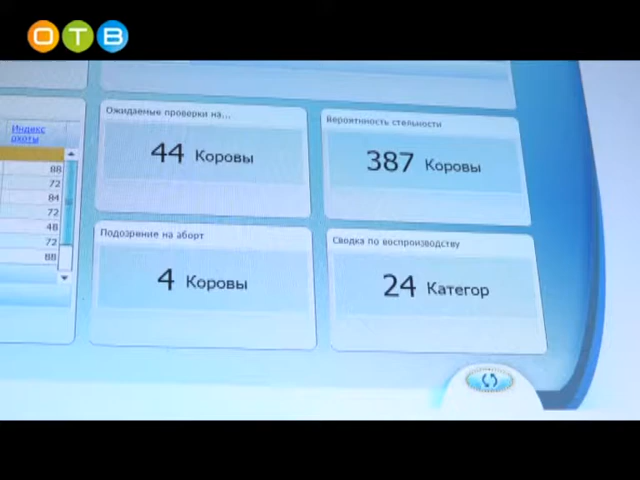 ОТВ
Индекс
охоты
88
72
84
72
48
72
88
Ожидаемые проверки на...
44 Коровы
Вероятность стельности
387 Коровы
Подозрение на аборт
4 Коровы
Сводка по воспроизводству
24 Категор